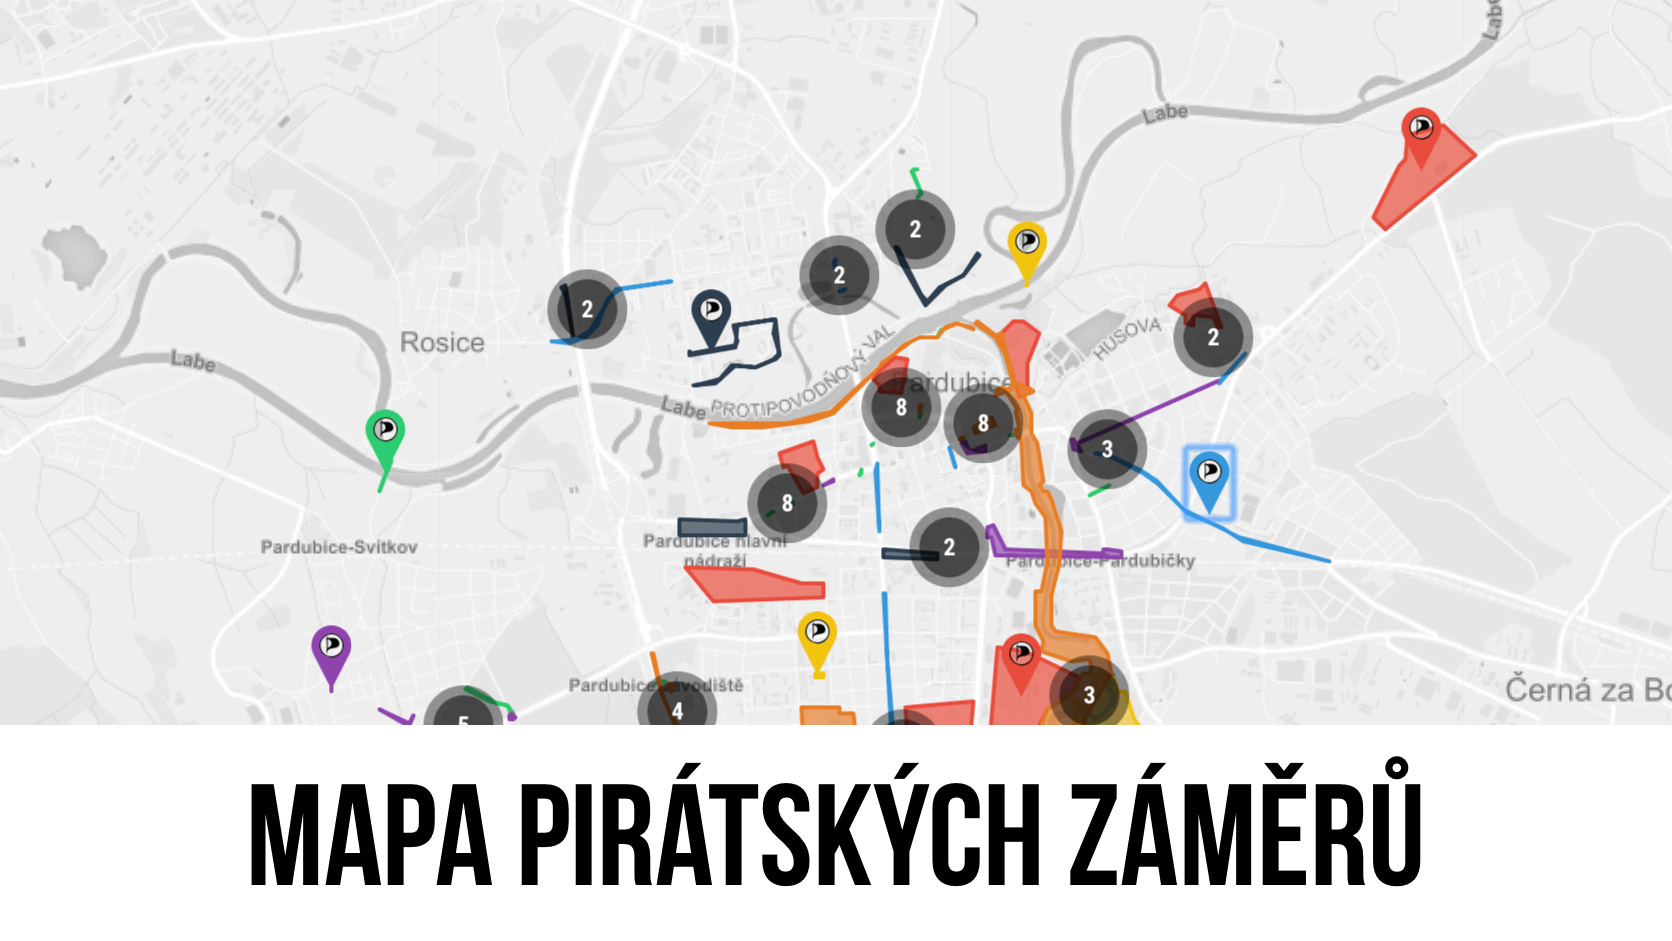 Labe
Labe
2
2
2
HUSOVA
2
Rosice
Labe
PROTIPOVODŇOVÝ VAL
Labe
Pardubice
8
8
3
8
Pardubice hlavní
nádraží
2
Pardubice-Svítkov
Pardubice-Pardubičky
Pardubice závodiště
4
3
5
Černá za Bo
MAPA PIRÁTSKÝCH ZÁMĚRŮ